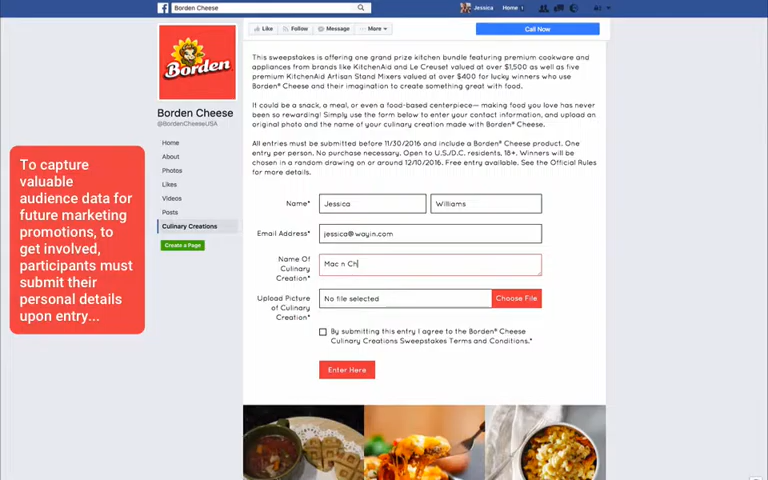 Borden Cheese
Jessica
Home
Like
Follow
Message
More
Call Now
Borden
Borden Cheese
@BordenCheeseUSA
Home
About
Photos
Likes
Videos
Posts
Culinary Creations
Create a Page
To capture
valuable
audience data for
future marketing
promotions, to
get involved,
participants must
submit their
personal details
upon entry...
This sweepstakes is offering one grand prize kitchen bundle featuring premium cookware and
appliances from brands like KitchenAid and Le Creuset valued at over $1,500 as well as five
premium KitchenAid Artisan Stand Mixers valued at over $400 for lucky winners who use
Borden® Cheese and their imagination to create something great with food.
It could be a snack, a meal, or even a food-based centerpiece— making food you love has never
been so rewarding! Simply use the form below to enter your contact information, and upload an
original photo and the name of your culinary creation made with Borden® Cheese.
All entries must be submitted before 11/30/2016 and include a Borden® Cheese product. One
entry per person. No purchase necessary. Open to U.S./D.C. residents, 18+. Winners will be
chosen in a random drawing on or around 12/10/2016. Free entry available. See the Official Rules
for more details.
Name*
Jessica
Williams
Email Address*
jessica@wayin.com
Name Of
Culinary
Creation*
Mac n Ch
Upload Picture
of Culinary
Creation*
No file selected
Choose File
By submitting this entry I agree to the Borden® Cheese
Culinary Creations Sweepstakes Terms and Conditions.*
Enter Here